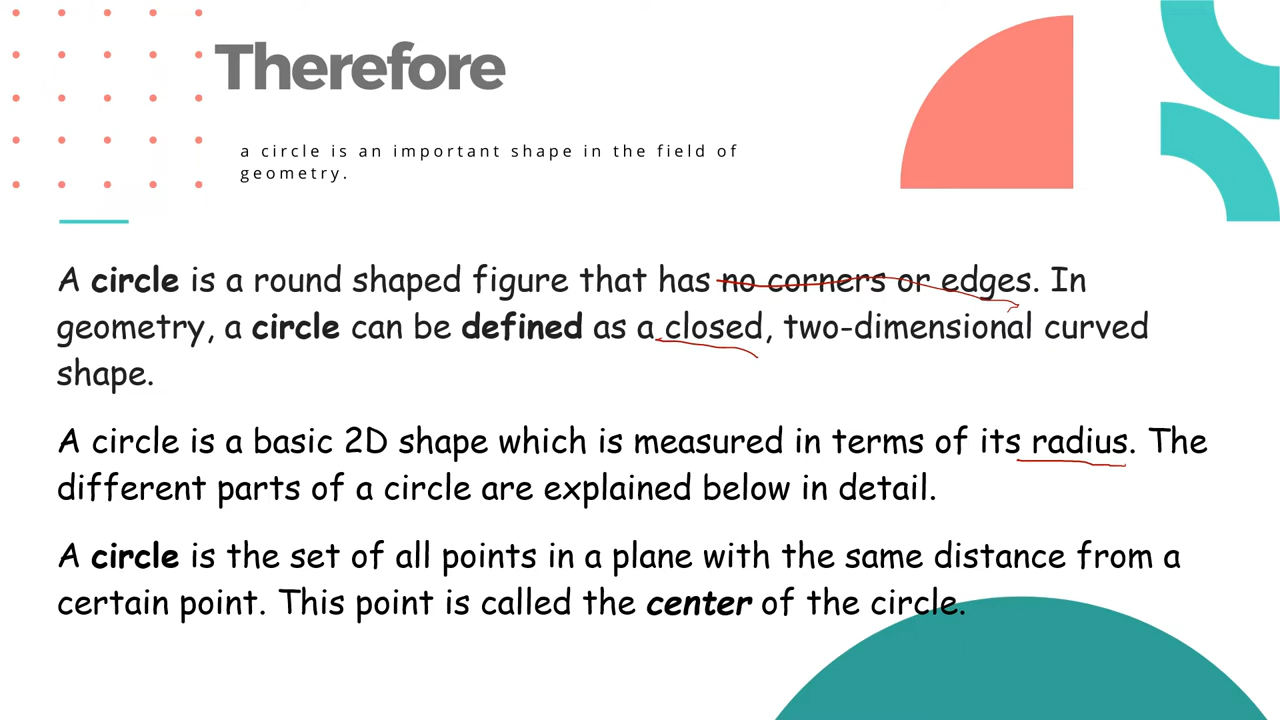 Therefore
a circle is an important shape in the field of
geometry.
A circle is a round shaped figure that has no corners or edges. In
geometry, a circle can be defined as a closed, two-dimensional curved
shape.
A circle is a basic 2D shape which is measured in terms of its radius. The
different parts of a circle are explained below in detail.
A circle is the set of all points in a plane with the same distance from a
certain point. This point is called the center of the circle.